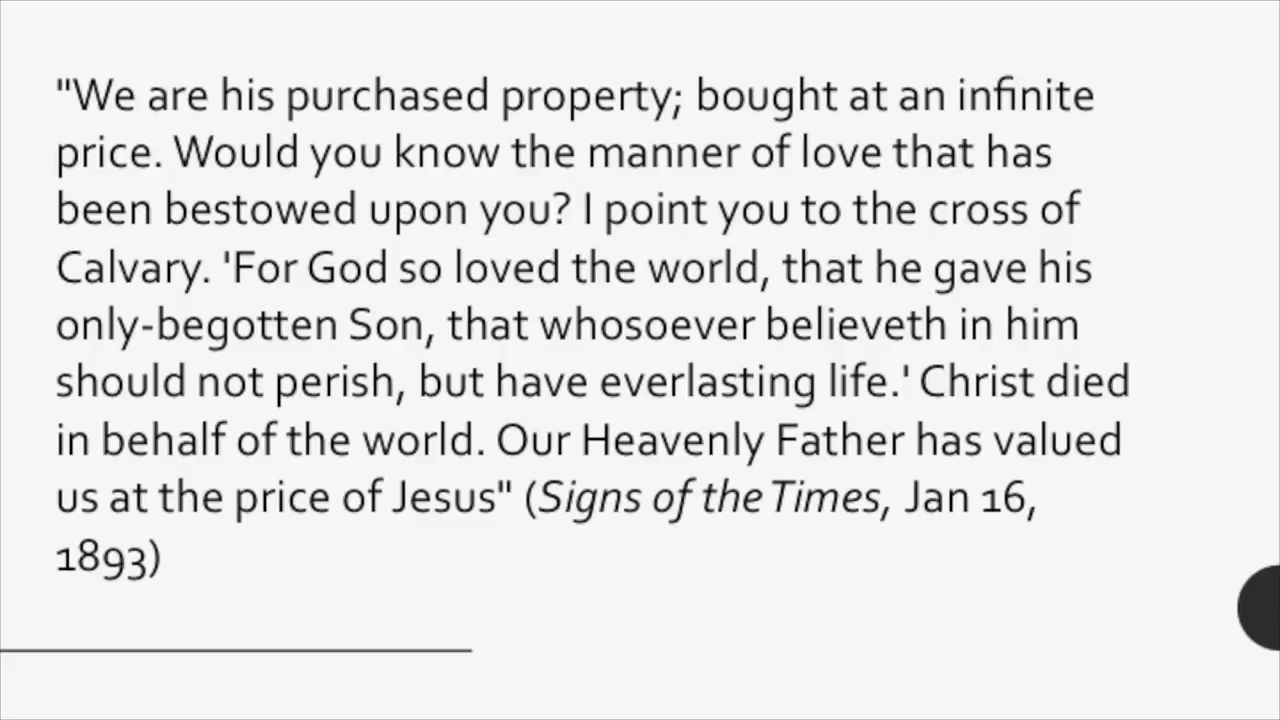 "We are his purchased property; bought at an infinite
price. Would you know the manner of love that has
been bestowed upon you? I point you to the cross of
Calvary. 'For God so loved the world, that he gave his
only-begotten Son, that whosoever believeth in him
should not perish, but have everlasting life.' Christ died
in behalf of the world. Our Heavenly Father has valued
us at the price of Jesus" (Signs of the Times, Jan 16,
1893)